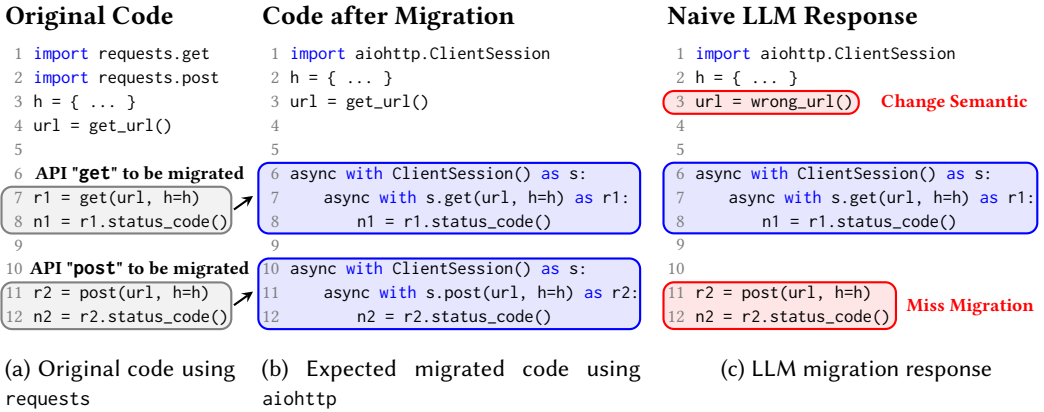 Original Code
1 import requests.get
2 import requests.post
3 h = { ... }
4 url = get_url()
5
6 API "get" to be migrated
7 r1 = get(url, h=h)
8 n1 = r1.status_code()
9
10 API "post" to be migrated
11 r2 = post(url, h=h)
12 n2 = r2.status_code()
(a) Original code using
requests
Code after Migration
1 import aiohttp.ClientSession
2 h = { ... }
3 url = get_url()
4
5
6 async with ClientSession() as s:
7 async with s.get(url, h=h) as r1:
8 n1 = r1.status_code()
9
10 async with ClientSession() as s:
11 async with s.post(url, h=h) as r2:
12 n2 = r2.status_code()
(b) Expected migrated code using
aiohttp
Naive LLM Response
1 import aiohttp.ClientSession
2 h = { ... }
3 url = wrong_url() Change Semantic
4
5
6 async with ClientSession() as s:
7 async with s.get(url, h=h) as r1:
8 n1 = r1.status_code()
9
10
11 r2 = post(url, h=h)
12 n2 = r2.status_code() Miss Migration
(c) LLM migration response